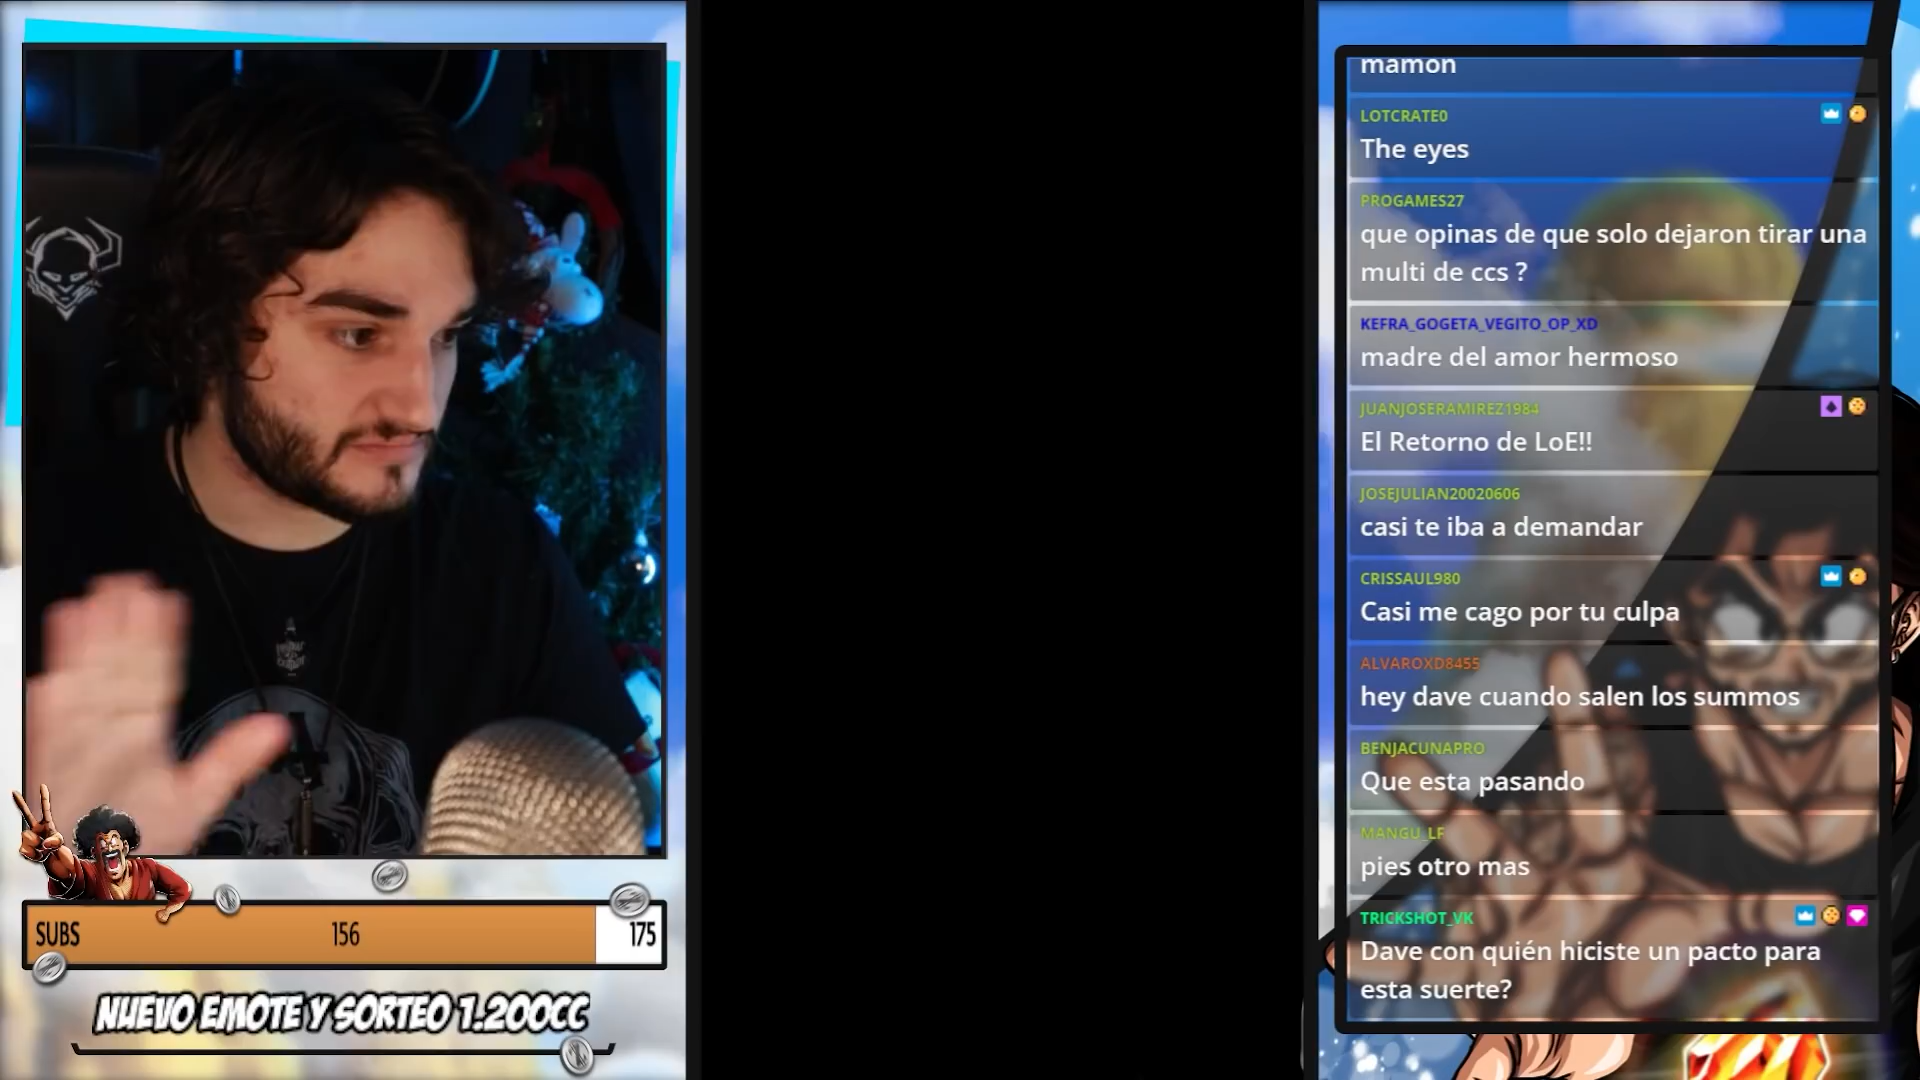 SUBS 156 175
NUEVO EMOTE Y SORTEO 1.200CC
mamon
LOTCRATE0
The eyes
PROGAMES27
que opinas de que solo dejaron tirar una
multi de ccs ?
KEFRA_GOGETA_VEGITO_OP_XD
madre del amor hermoso
JUANJOSERAMIREZ1984
El Retorno de LoE!!
JOSEJULIAN20020606
casi te iba a demandar
CRISSAUL980
Casi me cago por tu culpa
ALVAROXD8455
hey dave cuando salen los summos
BENJACUNAPRO
Que esta pasando
MANGU_LF
pies otro mas
TRICKSHOT_VK
Dave con quién hiciste un pacto para
esta suerte?